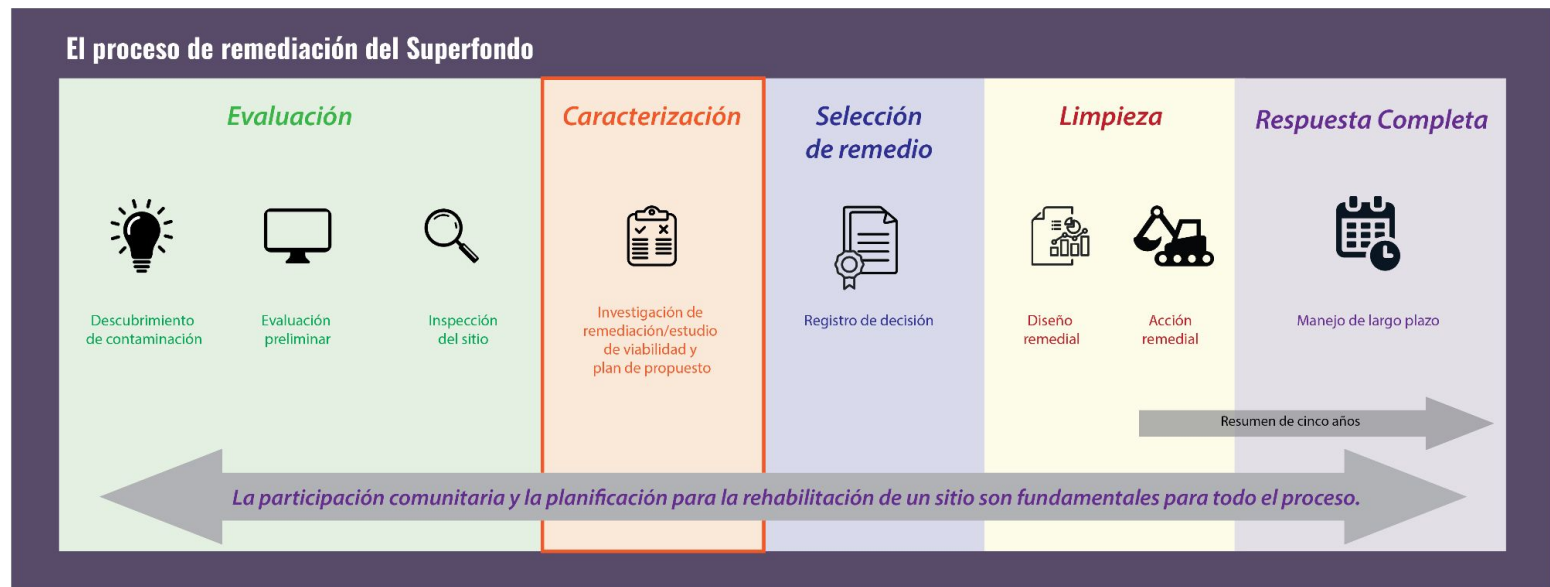 El proceso de remediación del Superfondo
Evaluación
Descubrimiento
de contaminación
Evaluación
preliminar
Inspección
del sitio
Caracterización
Investigación de
remediación/estudio
de viabilidad y
plan de propuesto
Selección
de remedio
Registro de decisión
Limpieza
Diseño
remedial
Acción
remedial
Respuesta Completa
Manejo de largo plazo
Resumen de cinco años
La participación comunitaria y la planificación para la rehabilitación de un sitio son fundamentales para todo el proceso.